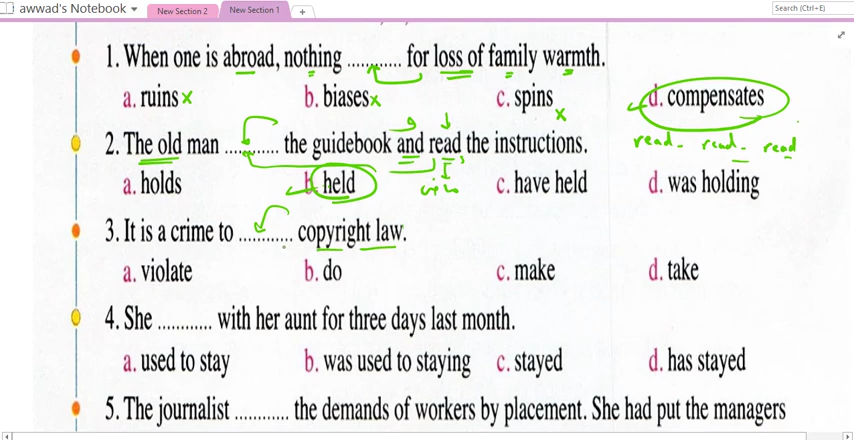 awwad's Notebook
New Section 2
New Section 1
+
Search (Ctrl+E)
1. When one is abroad, nothing ............ for loss of family warmth.
a. ruins x b. biases x c. spins x d. compensates
2. The old man ............ the guidebook and read the instructions.
read - read - read
a. holds b. held c. have held d. was holding
3. It is a crime to ............ copyright law.
a. violate b. do c. make d. take
4. She ............ with her aunt for three days last month.
a. used to stay b. was used to staying c. stayed d. has stayed
5. The journalist ............ the demands of workers by placement. She had put the managers